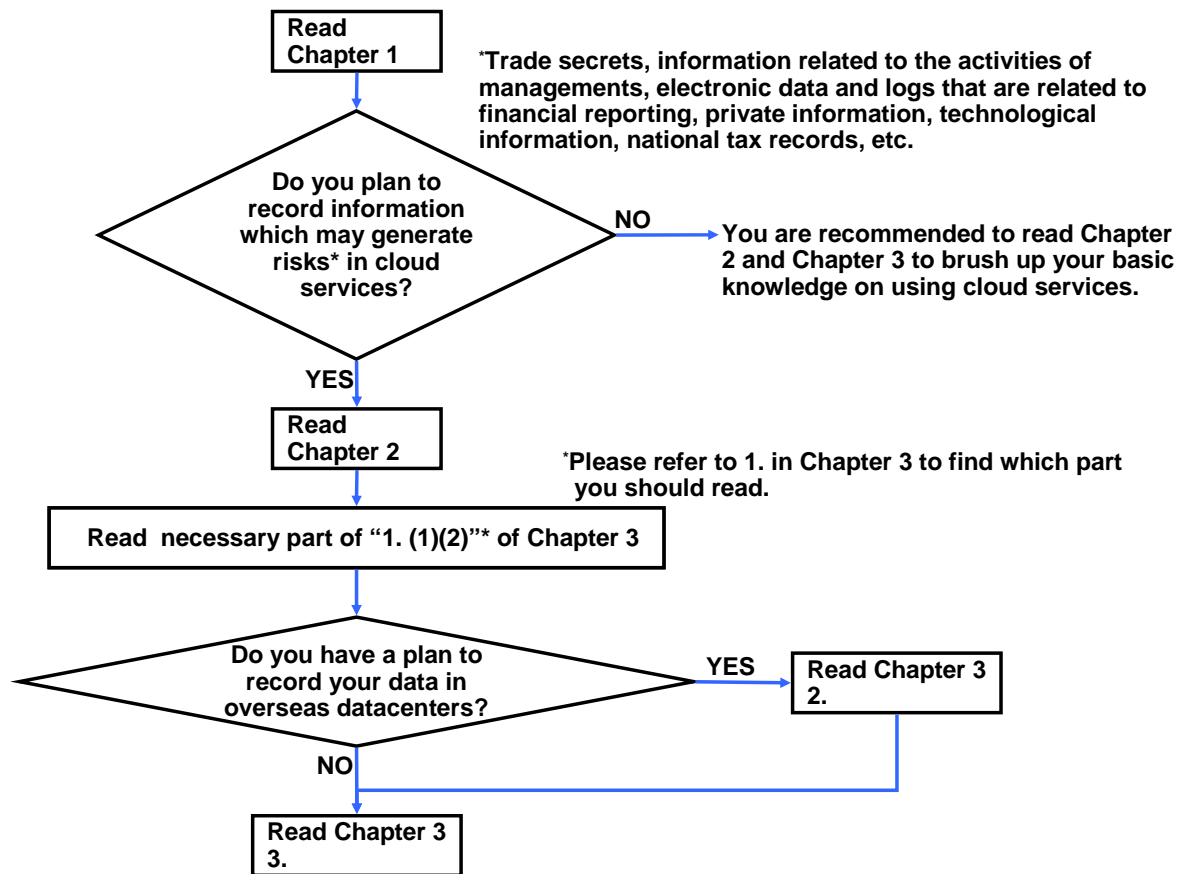 Read
Chapter 1
*Trade secrets, information related to the activities of
managements, electronic data and logs that are related to
financial reporting, private information, technological
information, national tax records, etc.
Do you plan to
record information
which may generate
risks* in cloud
services?
NO
You are recommended to read Chapter
2 and Chapter 3 to brush up your basic
knowledge on using cloud services.
YES
Read
Chapter 2
*Please refer to 1. in Chapter 3 to find which part
you should read.
Read necessary part of “1. (1)(2)”* of Chapter 3
Do you have a plan to
record your data in
overseas datacenters?
YES
Read Chapter 3
2.
NO
Read Chapter 3
3.